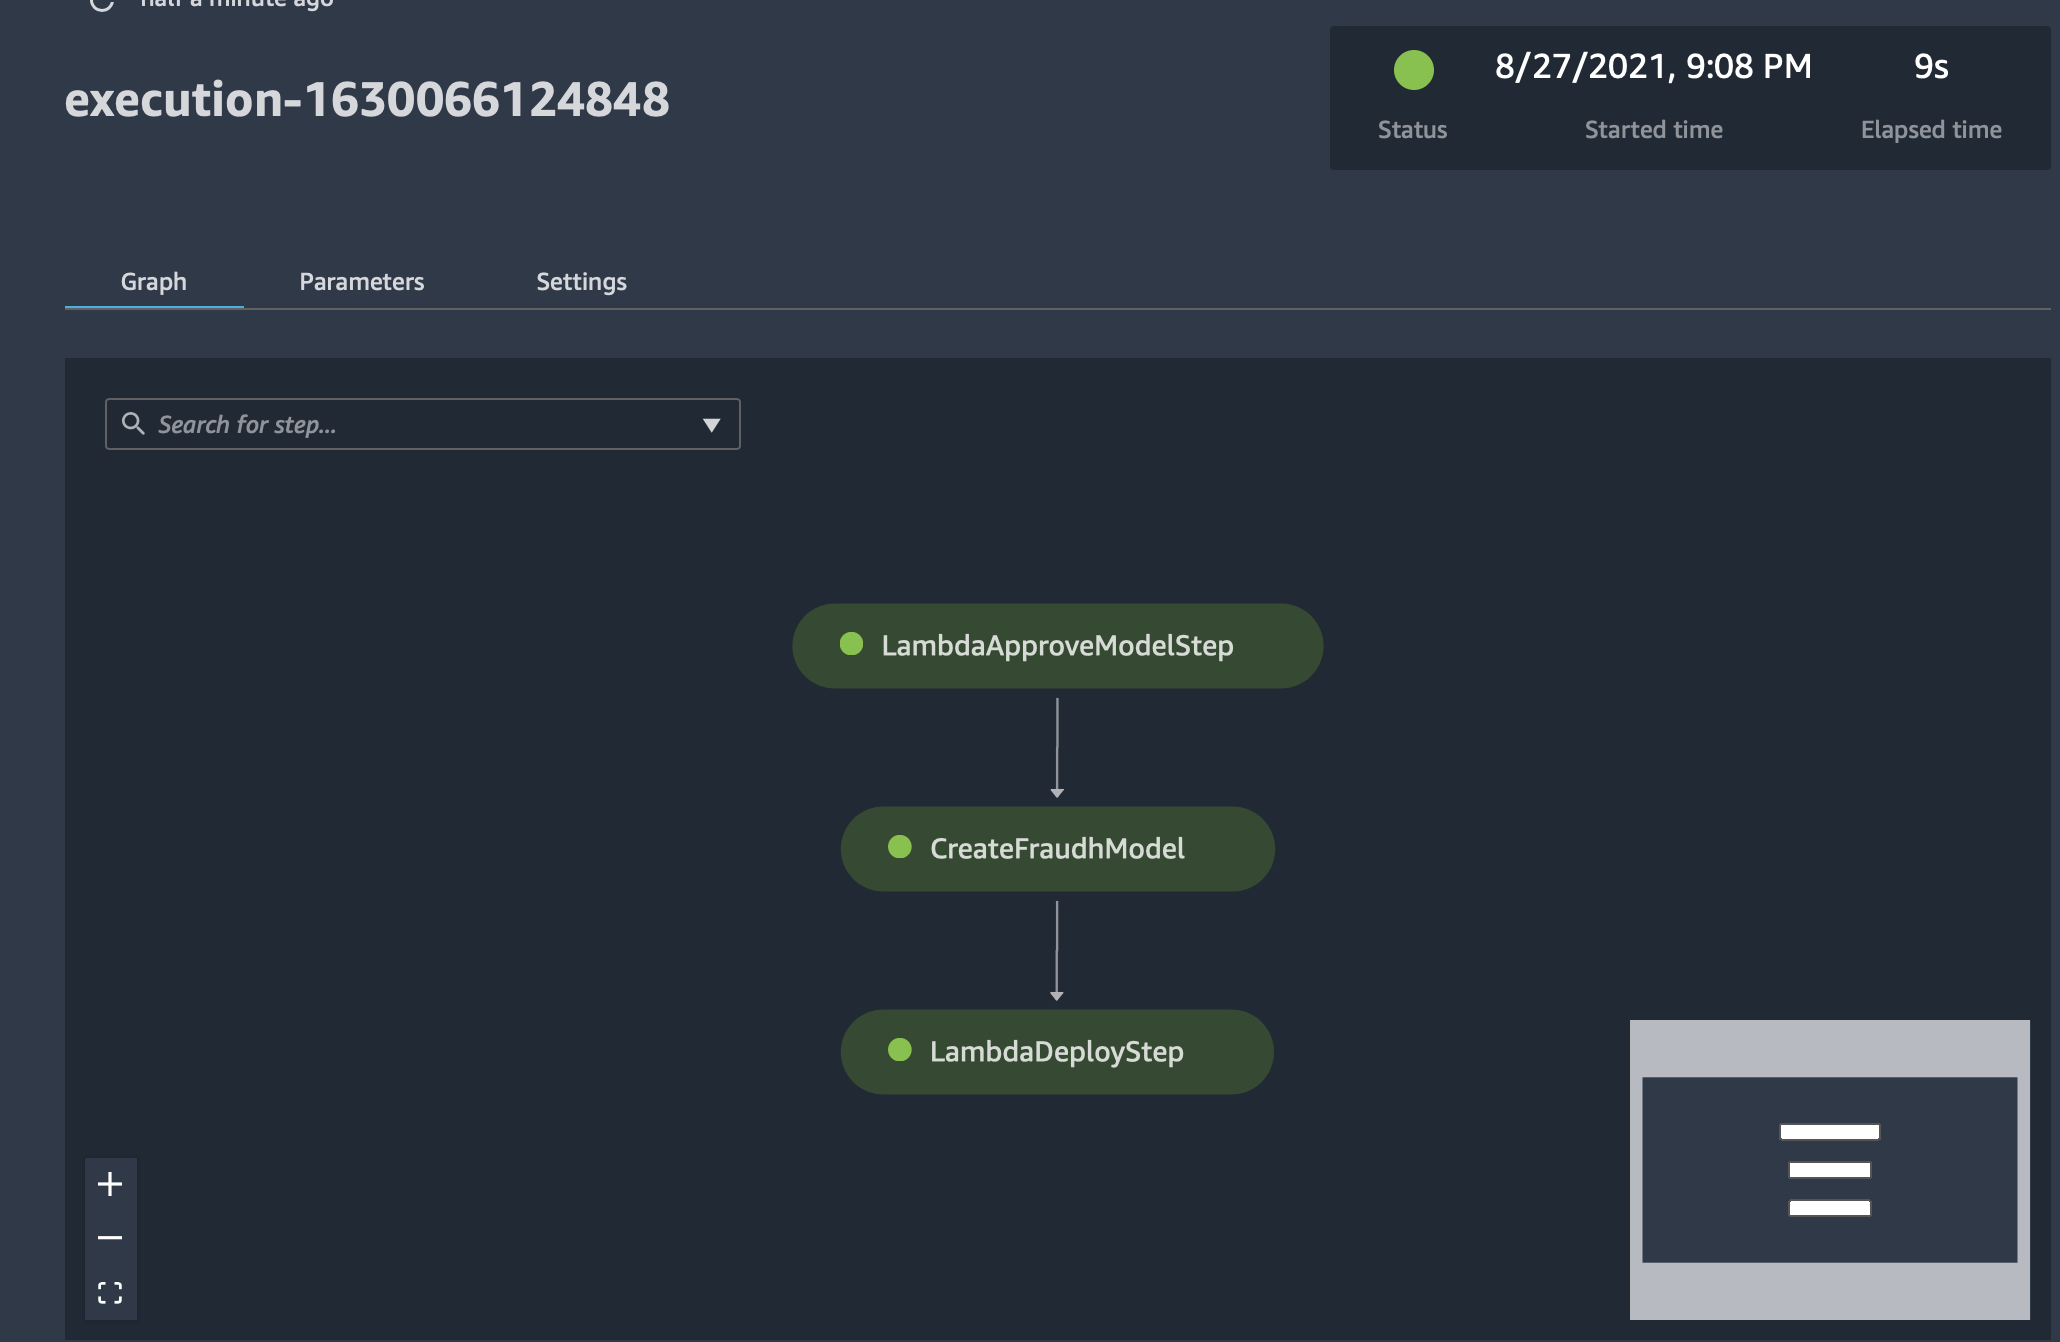 half a minute ago
execution-1630066124848
8/27/2021, 9:08 PM 9s
Status Started time Elapsed time
Graph Parameters Settings
Search for step...
LambdaApproveModelStep
CreateFraudhModel
LambdaDeployStep